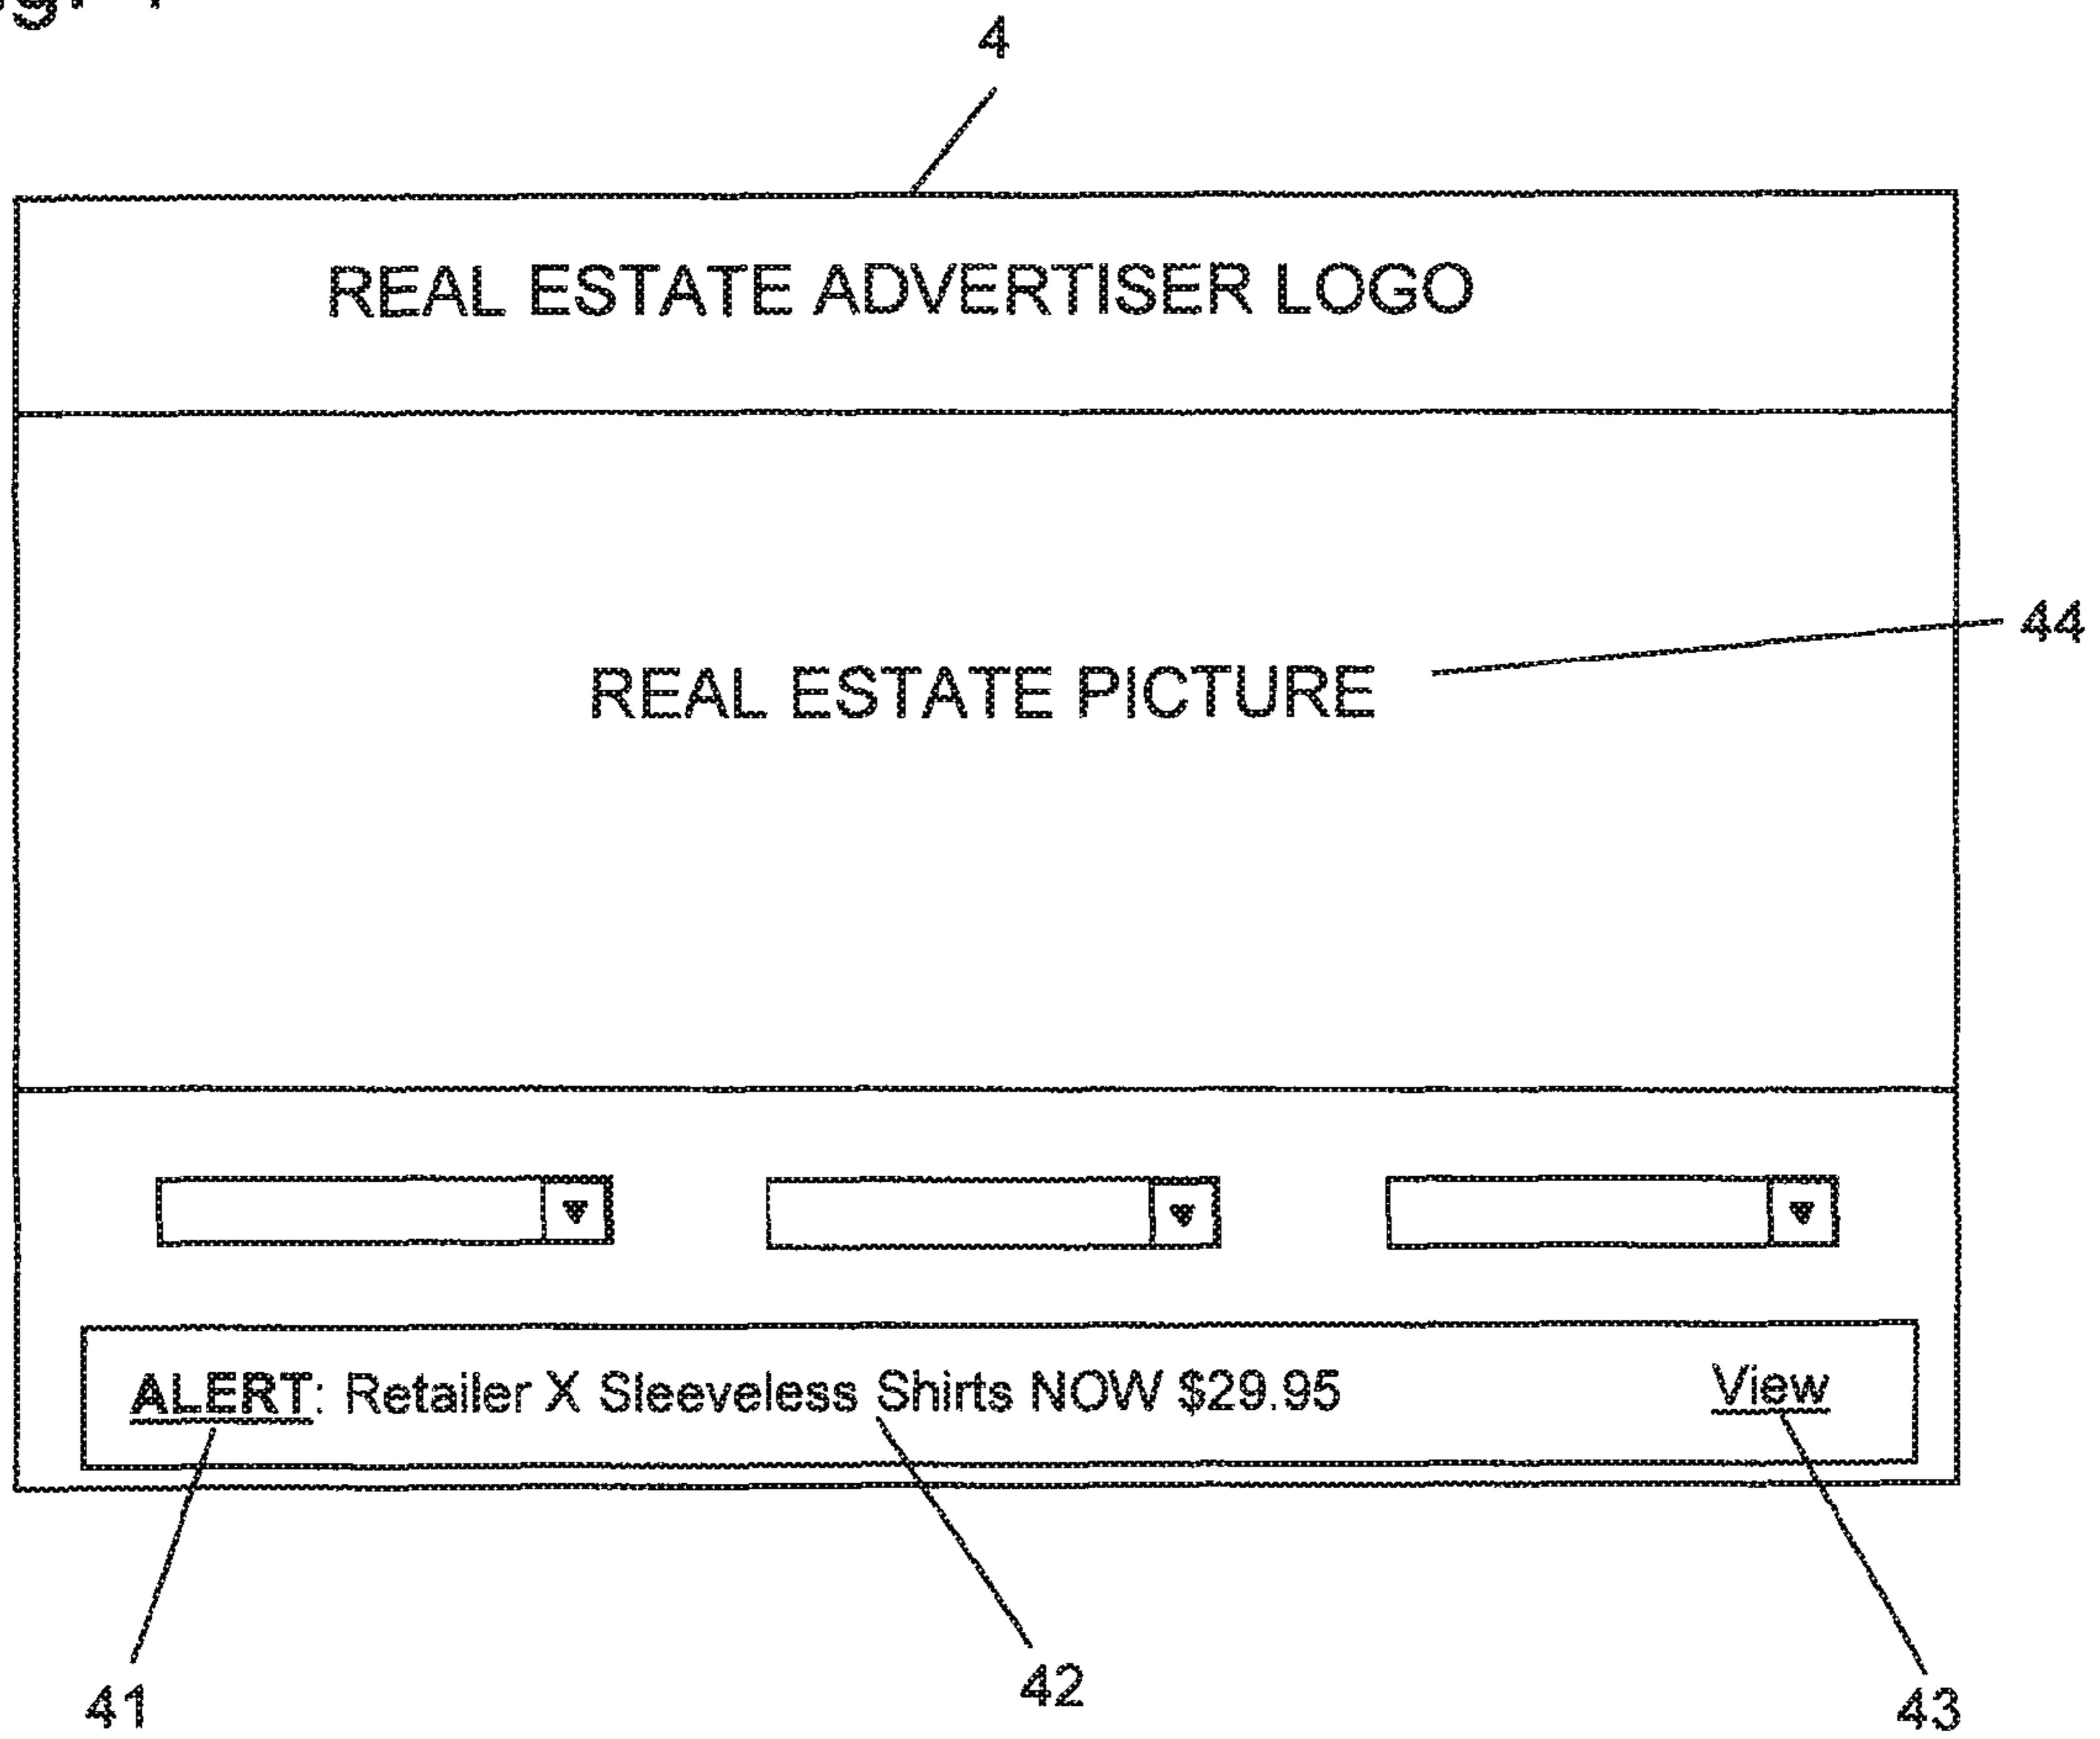 4
REAL ESTATE ADVERTISER LOGO
REAL ESTATE PICTURE
44
ALERT: Retailer X Sleeveless Shirts NOW $29.95 View
41 42 43